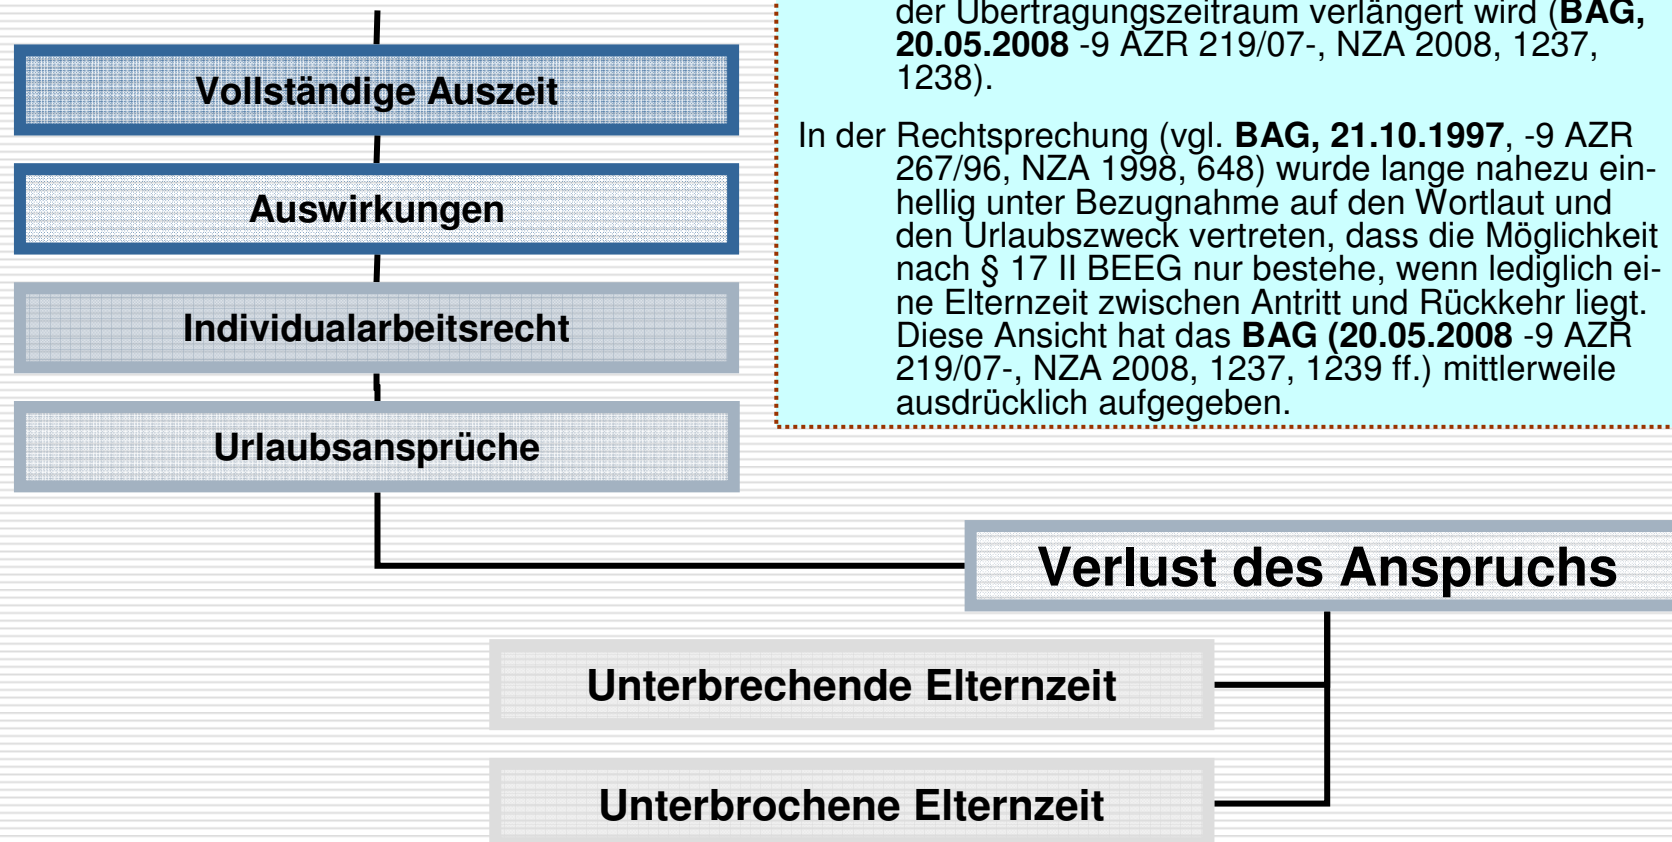 der Übertragungszeitraum verlängert wird (BAG,
20.05.2008 -9 AZR 219/07-, NZA 2008, 1237,
1238).
In der Rechtsprechung (vgl. BAG, 21.10.1997, -9 AZR
267/96, NZA 1998, 648) wurde lange nahezu ein-
hellig unter Bezugnahme auf den Wortlaut und
den Urlaubszweck vertreten, dass die Möglichkeit
nach § 17 II BEEG nur bestehe, wenn lediglich ei-
ne Elternzeit zwischen Antritt und Rückkehr liegt.
Diese Ansicht hat das BAG (20.05.2008 -9 AZR
219/07-, NZA 2008, 1237, 1239 ff.) mittlerweile
ausdrücklich aufgegeben.
Vollständige Auszeit
Auswirkungen
Individualarbeitsrecht
Urlaubsansprüche
Verlust des Anspruchs
Unterbrechende Elternzeit
Unterbrochene Elternzeit